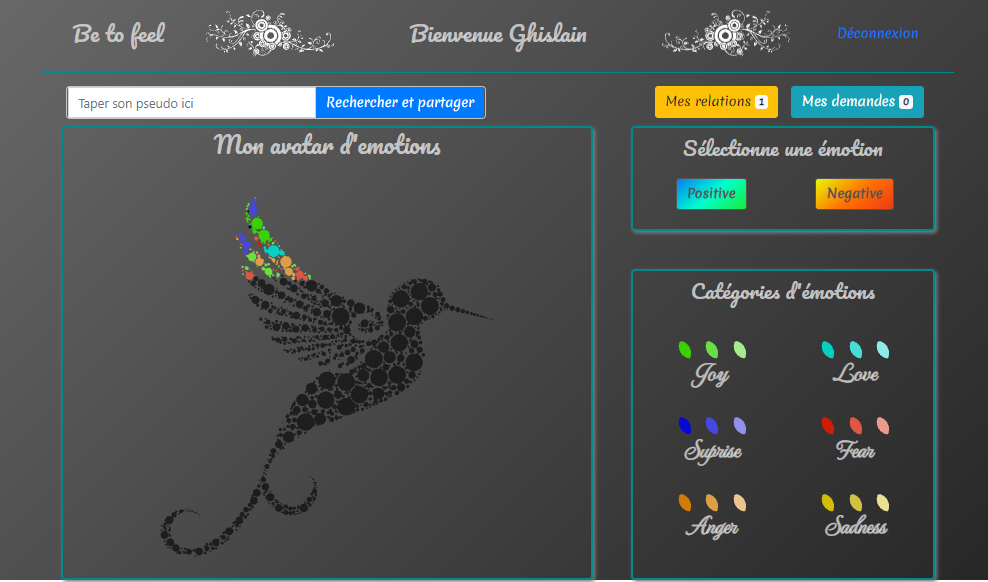 Be to feel
Bienvenue Ghislain
Déconnexion
Taper son pseudo ici
Rechercher et partager
Mes relations 1
Mes demandes 0
Mon avatar d'emotions
Sélectionne une émotion
Positive
Negative
Catégories d'émotions
Joy
Love
Suprise
Fear
Anger
Sadness